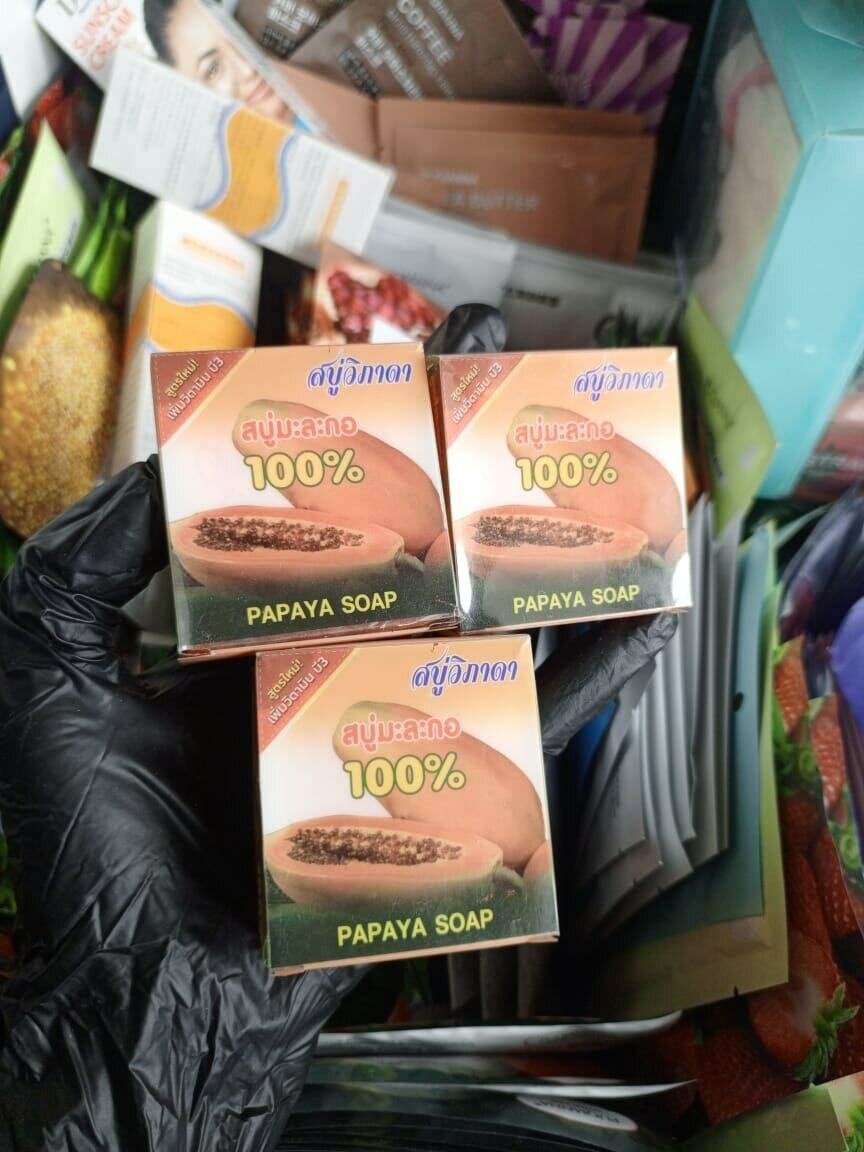 SUNSC
CREAM
COFFEE
BUTTER
สูตรใหม่!
เพิ่มวิตามิน บี3
สบู่วิภาดา
สบู่มะละกอ
100%
PAPAYA SOAP
สูตรใหม่!
เพิ่มวิตามิน บี3
สบู่วิภาดา
สบู่มะละกอ
100%
PAPAYA SOAP
สูตรใหม่!
เพิ่มวิตามิน บี3
สบู่วิภาดา
สบู่มะละกอ
100%
PAPAYA SOAP